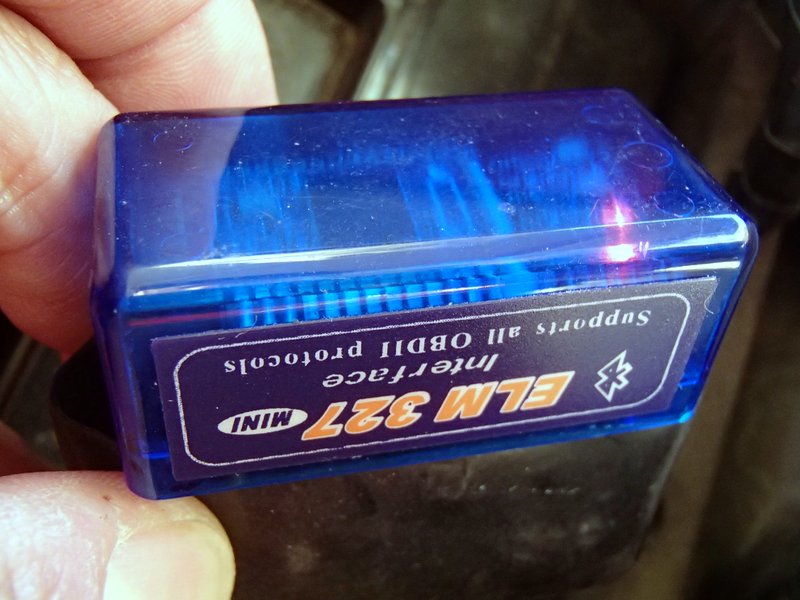 ELM 327 MINI
Interface
Supports all OBDII protocols